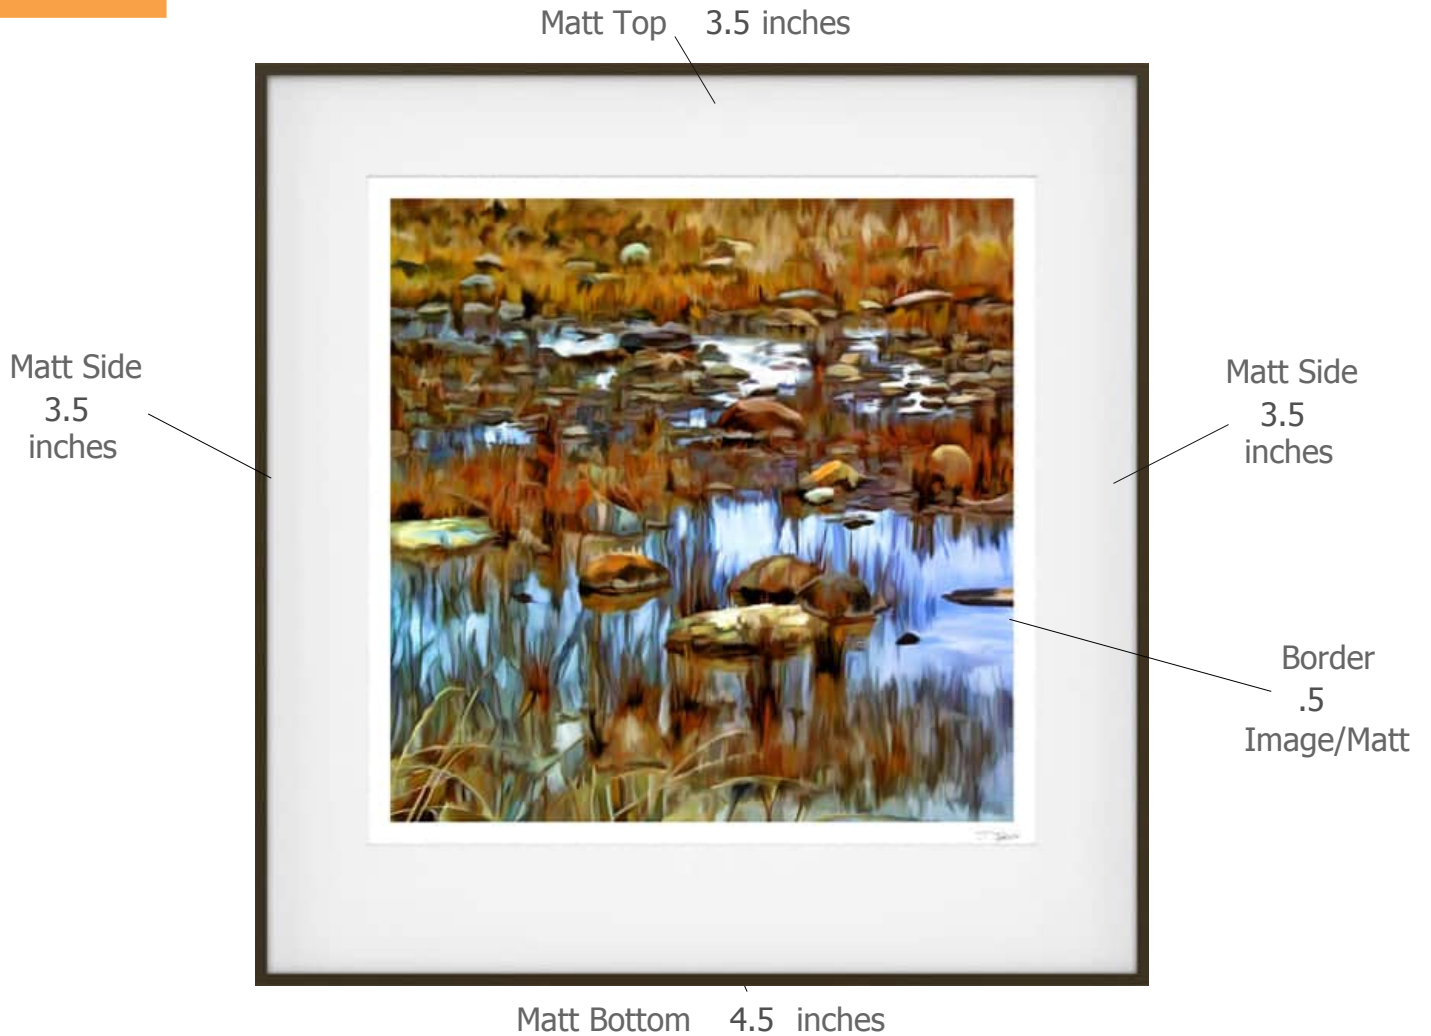 Matt Top 3.5 inches
Matt Side
3.5
inches
Matt Side
3.5
inches
Border
.5
Image/Matt
Matt Bottom 4.5 inches